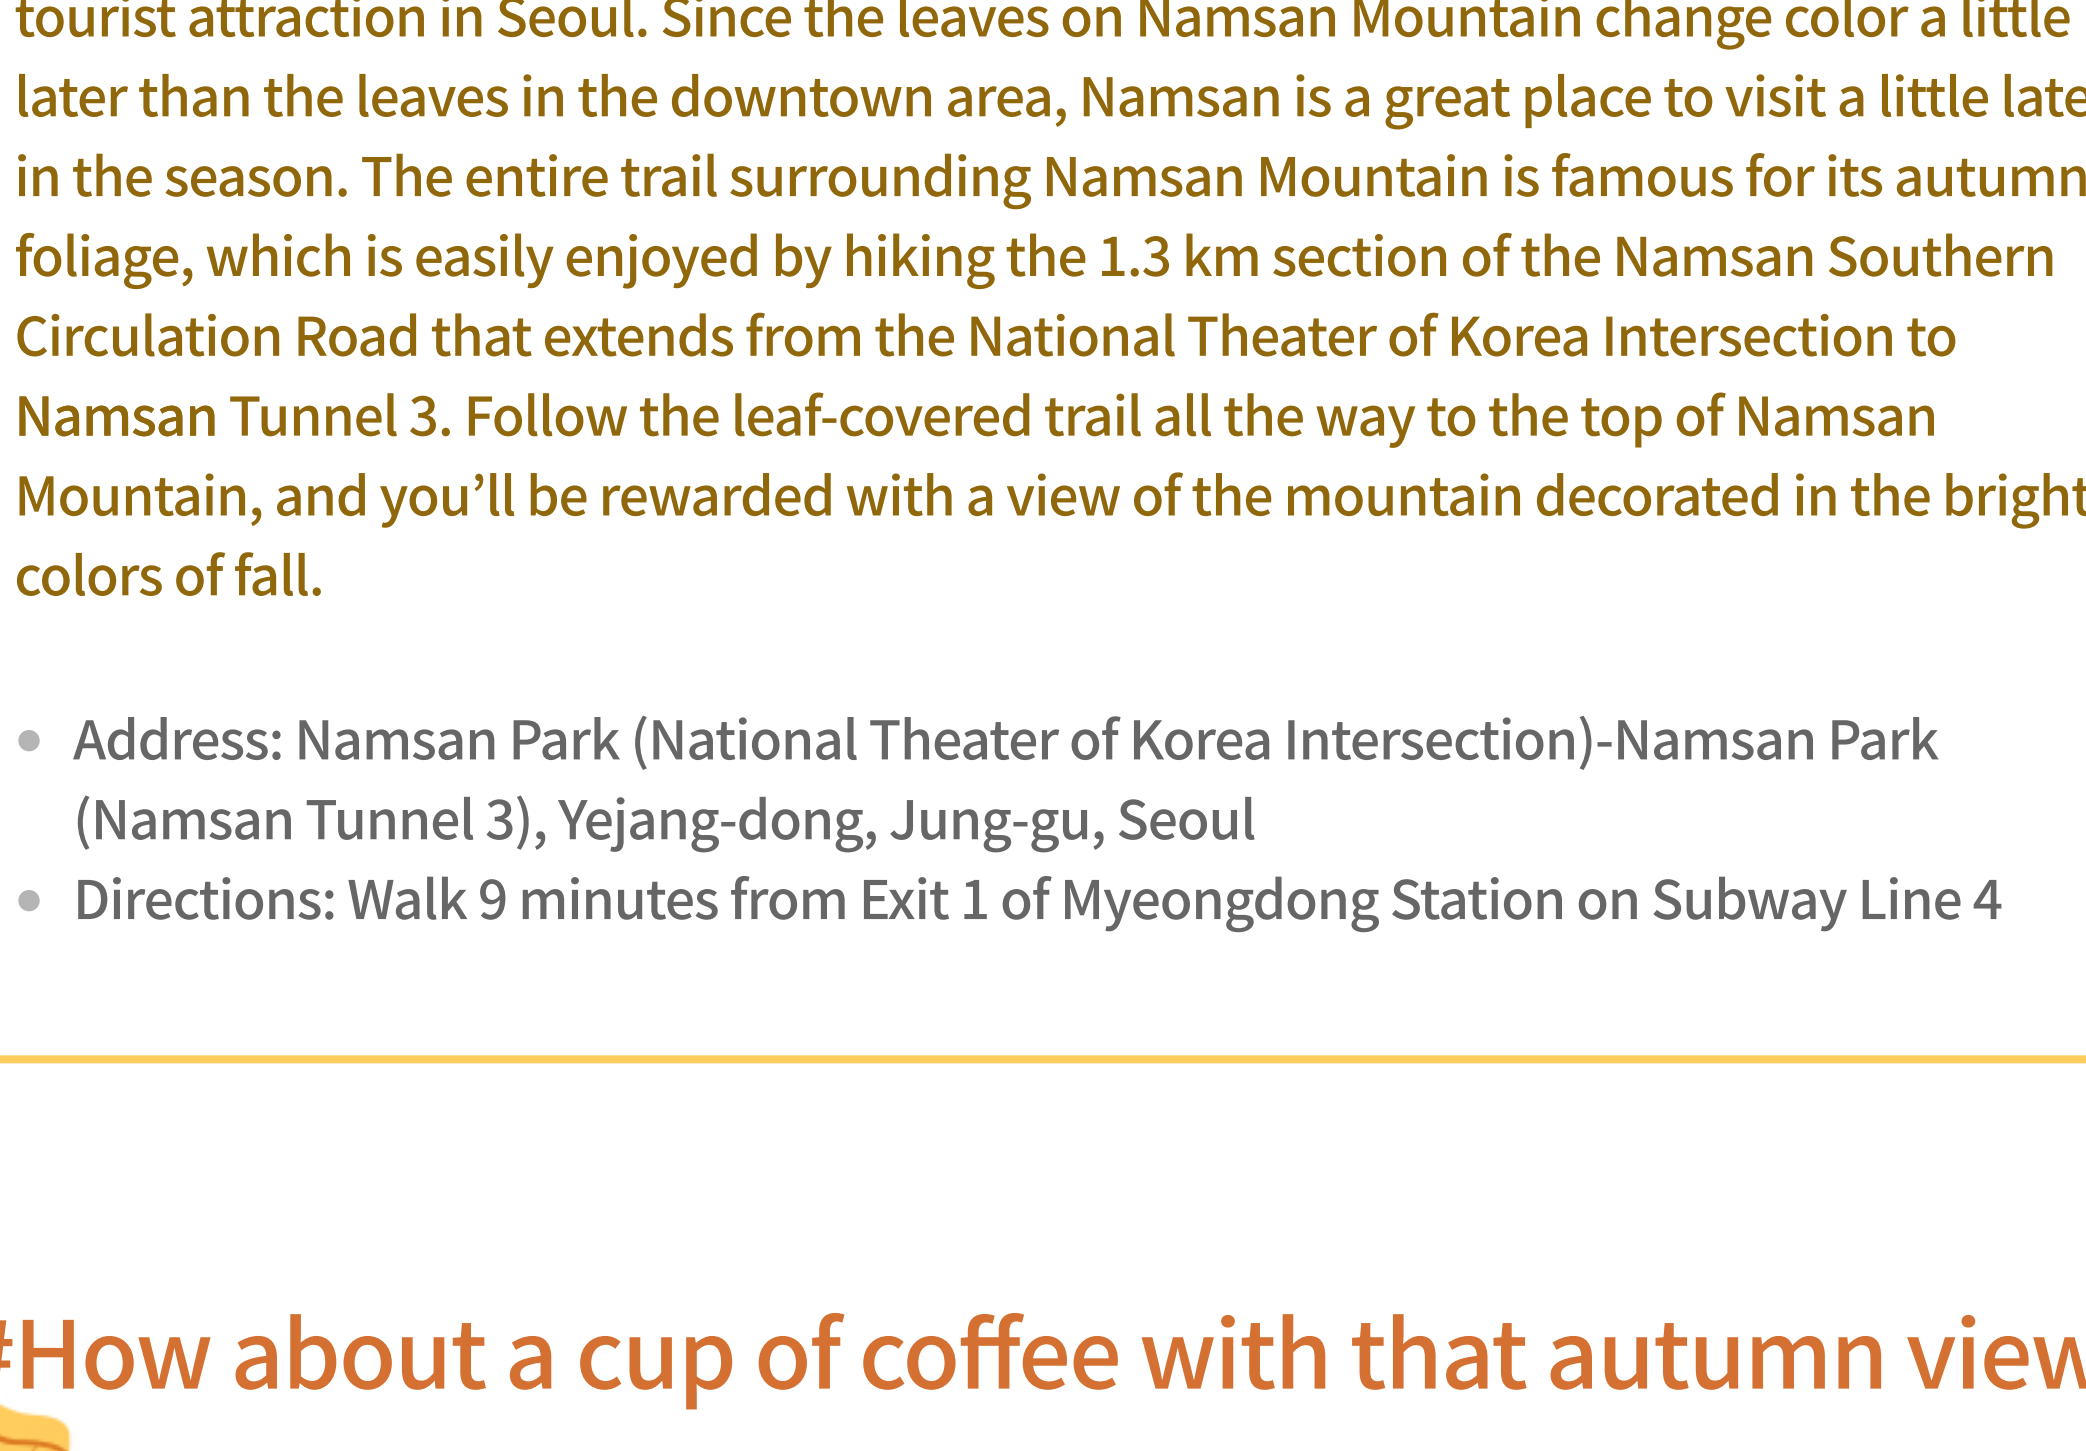 tourist attraction in Seoul. Since the leaves on Namsan Mountain change color a little
later than the leaves in the downtown area, Namsan is a great place to visit a little late
in the season. The entire trail surrounding Namsan Mountain is famous for its autumn
foliage, which is easily enjoyed by hiking the 1.3 km section of the Namsan Southern
Circulation Road that extends from the National Theater of Korea Intersection to
Namsan Tunnel 3. Follow the leaf-covered trail all the way to the top of Namsan
Mountain, and you’ll be rewarded with a view of the mountain decorated in the bright
colors of fall.
• Address: Namsan Park (National Theater of Korea Intersection)-Namsan Park
(Namsan Tunnel 3), Yejang-dong, Jung-gu, Seoul
• Directions: Walk 9 minutes from Exit 1 of Myeongdong Station on Subway Line 4
#How about a cup of coffee with that autumn view